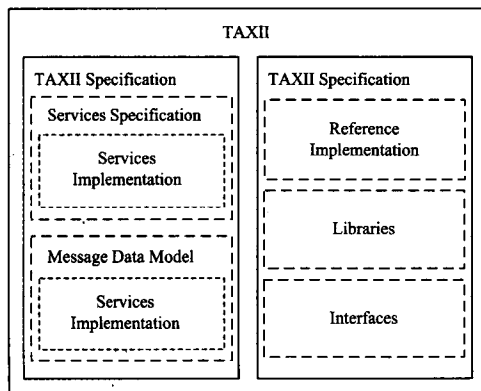 TAXII
TAXII Specification
Services Specification
Services
Implementation
Message Data Model
Services
Implementation
TAXII Specification
Reference
Implementation
Libraries
Interfaces